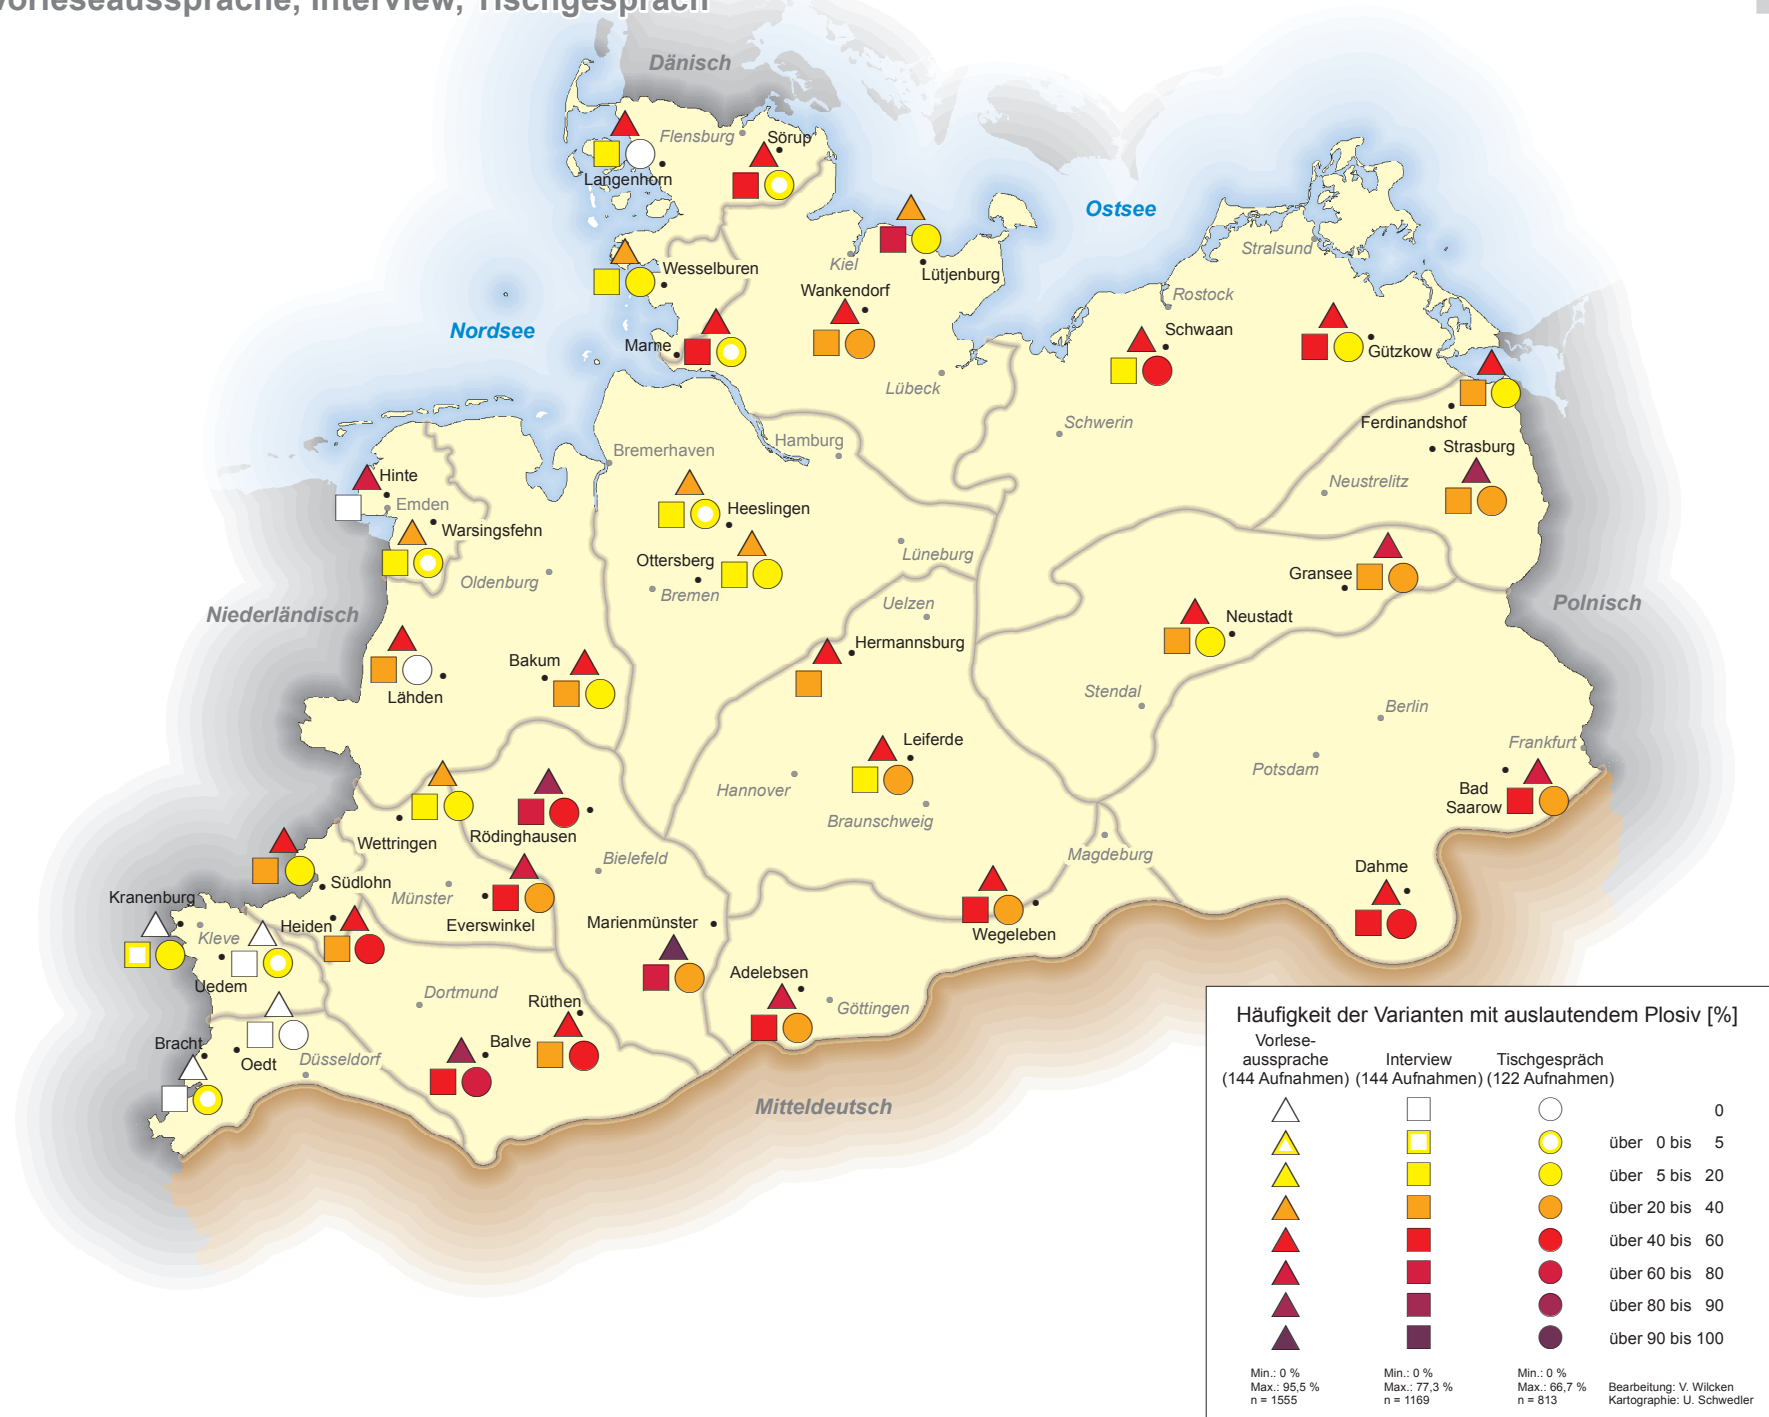 Vorleseaussprache, Interview, Tischgespräch
Dänisch
Flensburg
Sörup
Langenhorn
Ostsee
Stralsund
Kiel
Wesselburen
Lütjenburg
Wankendorf
Rostock
Nordsee
Schwaan
Marne
Gützkow
Lübeck
Ferdinandshof
Schwerin
Hamburg
Strasburg
Bremerhaven
Hinte
Neustrelitz
Emden
Heeslingen
Warsingsfehn
Lüneburg
Ottersberg
Gransee
Oldenburg
Bremen
Uelzen
Niederländisch
Polnisch
Neustadt
Hermannsburg
Bakum
Stendal
Lähden
Berlin
Leiferde
Frankfurt
Potsdam
Hannover
Bad
Saarow
Braunschweig
Rödinghausen
Wettringen
Magdeburg
Bielefeld
Dahme
Südlohn
Kranenburg
Münster
Heiden
Everswinkel
Marienmünster
Kleve
Wegeleben
Adelebsen
Uedem
Dortmund
Rüthen
Göttingen
Bracht
Balve
Oedt
Düsseldorf
Mitteldeutsch
Häufigkeit der Varianten mit auslautendem Plosiv [%]
Vorlese-
aussprache Interview Tischgespräch
(144 Aufnahmen) (144 Aufnahmen) (122 Aufnahmen)
0
über 0 bis 5
über 5 bis 20
über 20 bis 40
über 40 bis 60
über 60 bis 80
über 80 bis 90
über 90 bis 100
Min.: 0 % Min.: 0 % Min.: 0 %
Max.: 95,5 % Max.: 77,3 % Max.: 66,7 % Bearbeitung: V. Wilcken
n = 1555 n = 1169 n = 813 Kartographie: U. Schwedler